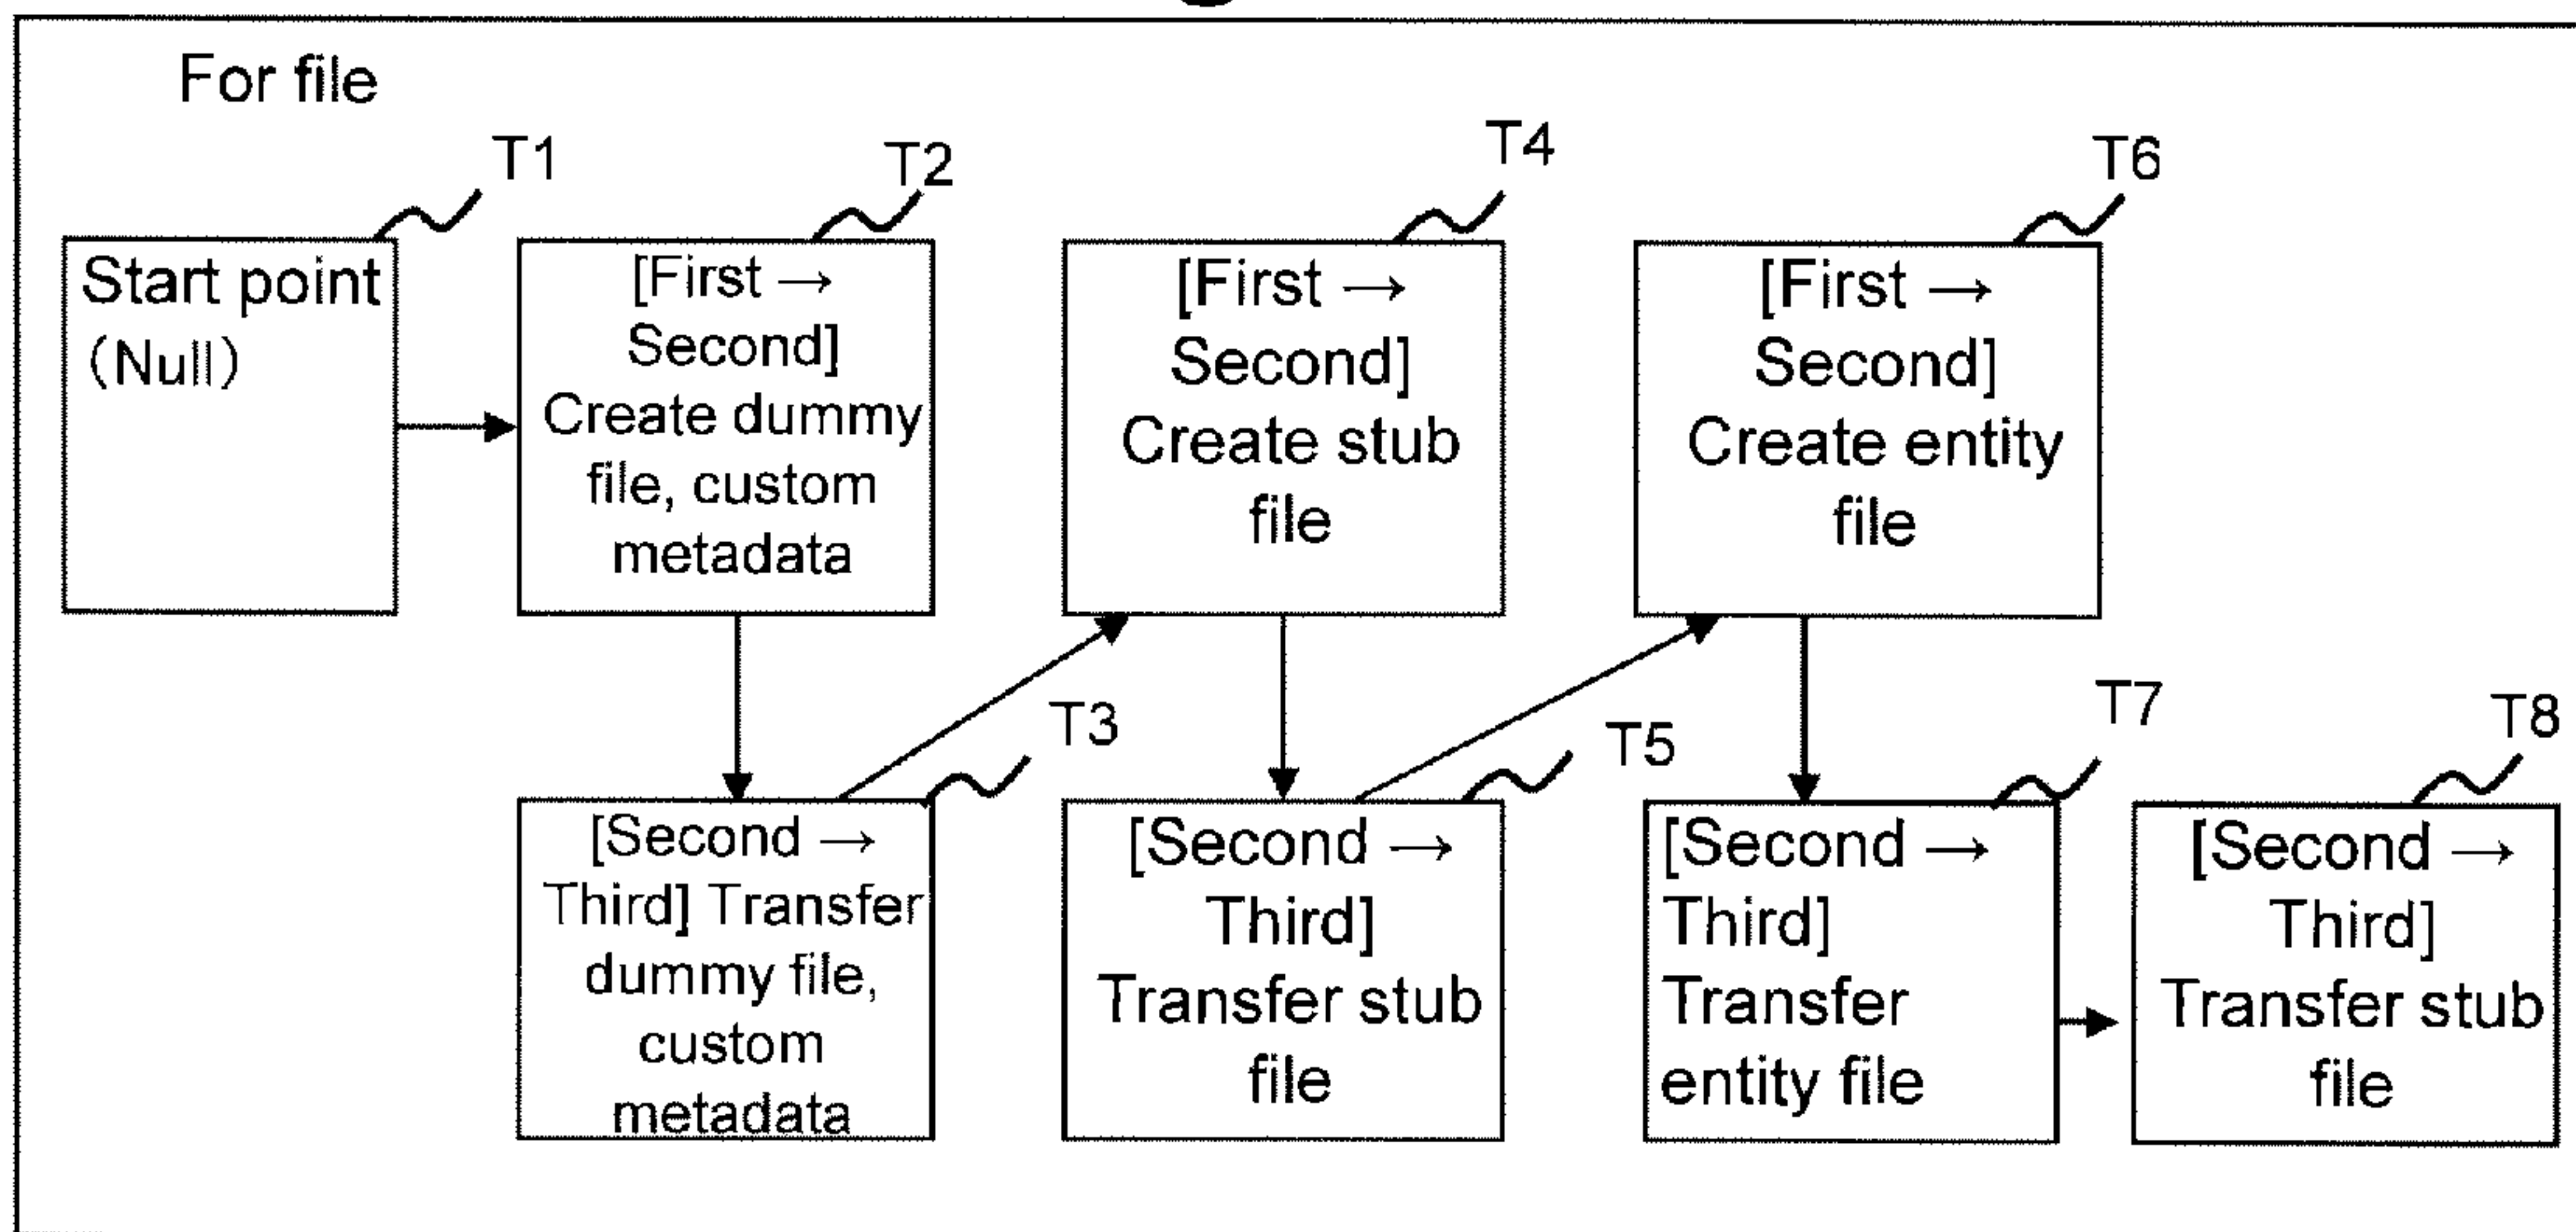 For file
T1
Start point
(Null)
T2
[First →
Second]
Create dummy
file, custom
metadata
T4
[First →
Second]
Create stub
file
T6
[First →
Second]
Create entity
file
T3
[Second →
Third] Transfer
dummy file,
custom
metadata
T5
[Second →
Third]
Transfer stub
file
T7
[Second →
Third]
Transfer
entity file
T8
[Second →
Third]
Transfer stub
file